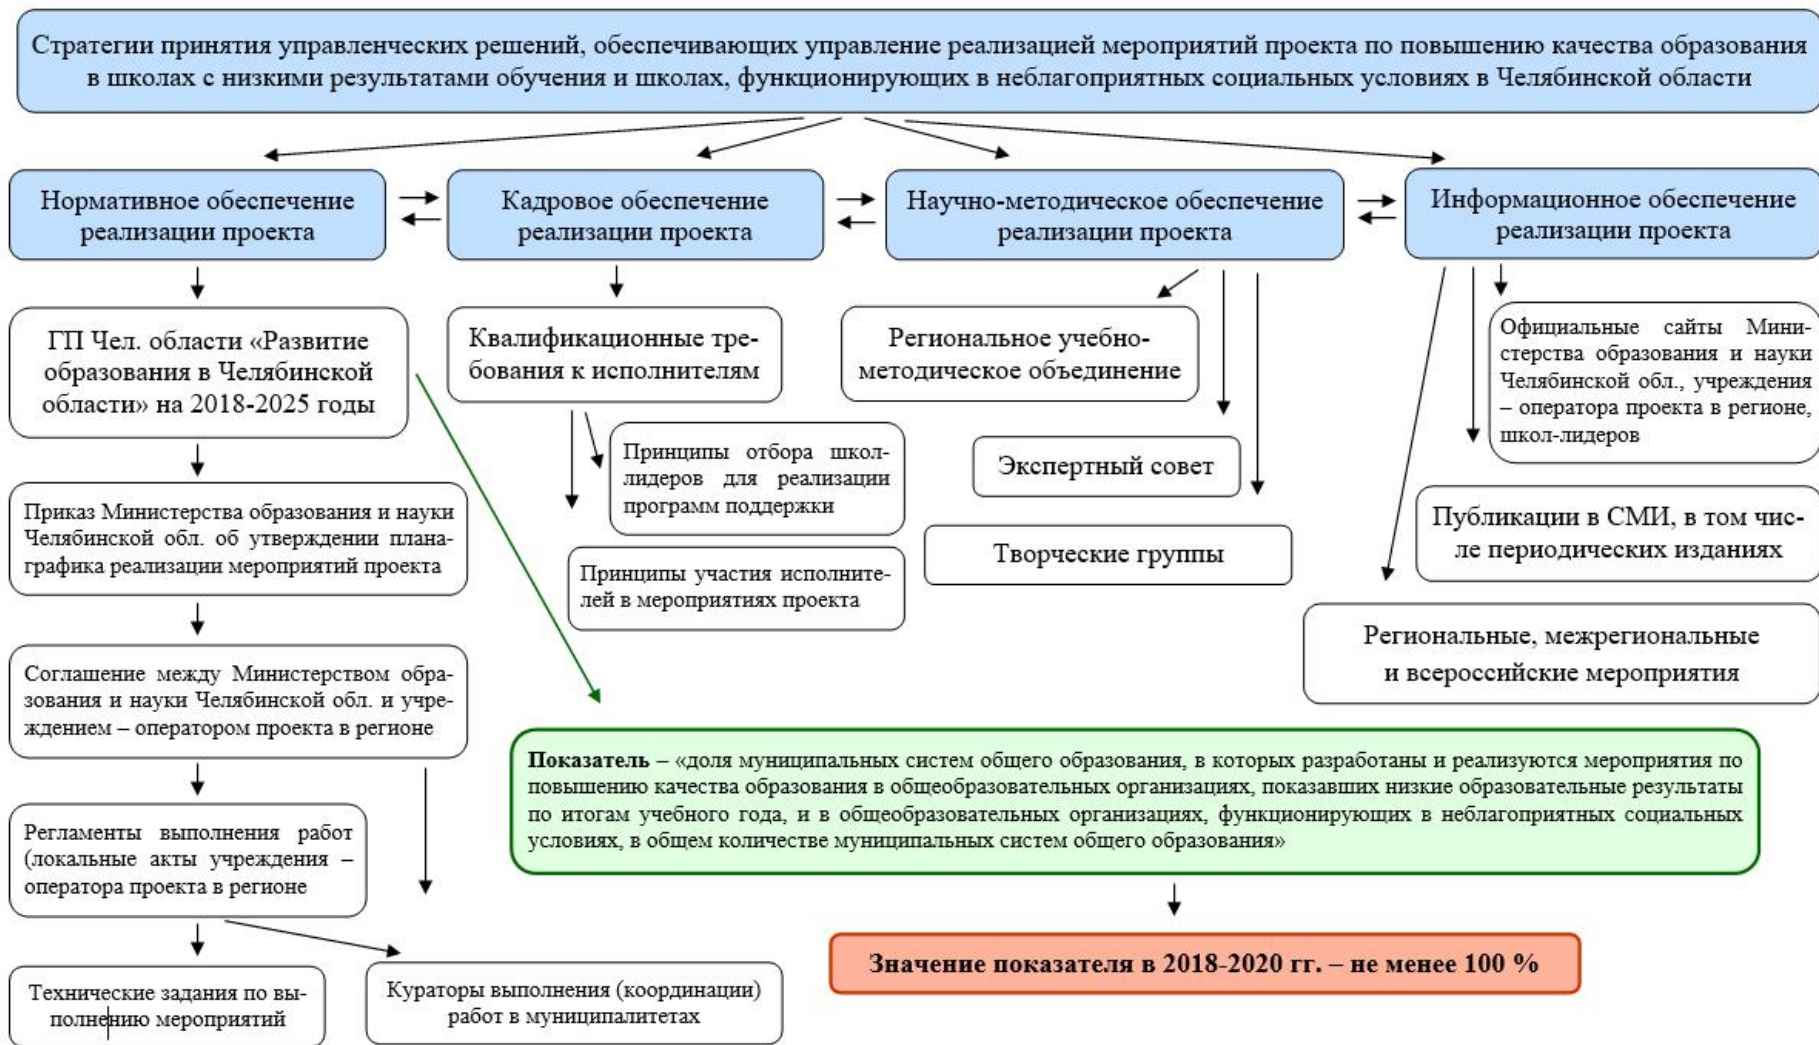 Стратегии принятия управленческих решений, обеспечивающих управление реализацией мероприятий проекта по повышению качества образования
в школах с низкими результатами обучения и школах, функционирующих в неблагоприятных социальных условиях в Челябинской области
Нормативное обеспечение
реализации проекта
Кадровое обеспечение
реализации проекта
Научно-методическое обеспечение
реализации проекта
Информационное обеспечение
реализации проекта
ГП Чел. области «Развитие
образования в Челябинской
области» на 2018-2025 годы
Приказ Министерства образования и науки
Челябинской обл. об утверждении плана-
графика реализации мероприятий проекта
Соглашение между Министерством обра-
зования и науки Челябинской обл. и учре-
ждением – оператором проекта в регионе
Регламенты выполнения работ
(локальные акты учреждения –
оператора проекта в регионе
Технические задания по вы-
полнению мероприятий
Кураторы выполнения (координации)
работ в муниципалитетах
Квалификационные тре-
бования к исполнителям
Принципы отбора школ-
лидеров для реализации
программ поддержки
Принципы участия исполните-
лей в мероприятиях проекта
Региональное учебно-
методическое объединение
Экспертный совет
Творческие группы
Официальные сайты Мини-
стерства образования и науки
Челябинской обл., учреждения
– оператора проекта в регионе,
школ-лидеров
Публикации в СМИ, в том чис-
ле периодических изданиях
Региональные, межрегиональные
и всероссийские мероприятия
Показатель – «доля муниципальных систем общего образования, в которых разработаны и реализуются мероприятия по
повышению качества образования в общеобразовательных организациях, показавших низкие образовательные результаты
по итогам учебного года, и в общеобразовательных организациях, функционирующих в неблагоприятных социальных
условиях, в общем количестве муниципальных систем общего образования»
Значение показателя в 2018-2020 гг. – не менее 100 %